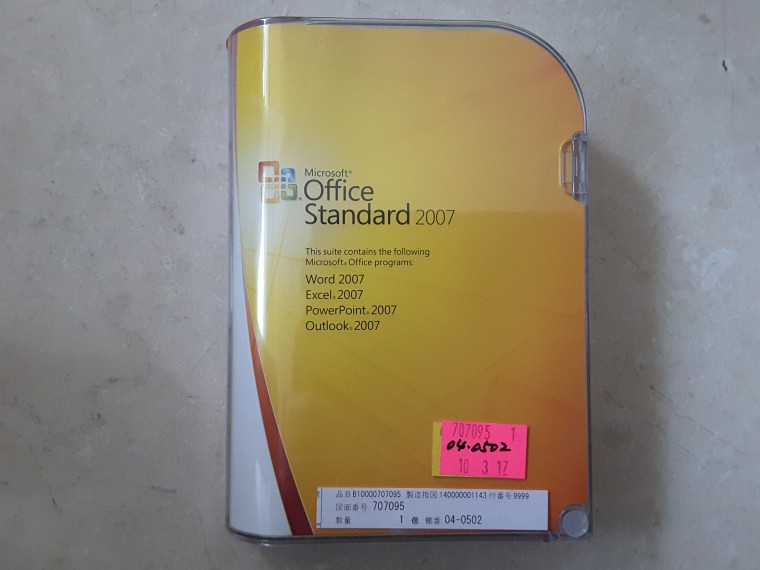 Microsoft®
Office
Standard 2007
This suite contains the following
Microsoft® Office programs:
Word 2007
Excel® 2007
PowerPoint® 2007
Outlook® 2007
707095 1
04-0502
10 3 12
品目 B10000707095 製造指図 140000001143 行番号 9999
図面番号 707095
数量 1 個 棚番 04-0502